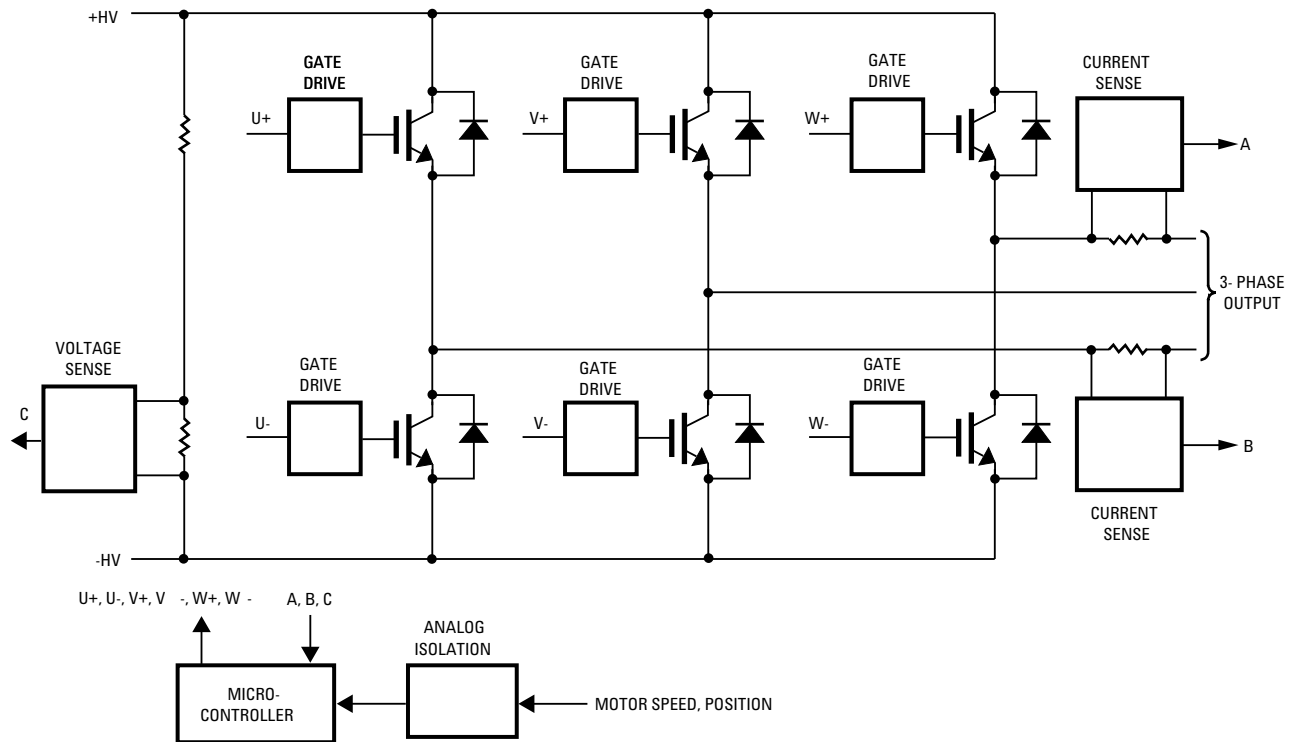 +HV
GATE
DRIVE
U+
GATE
DRIVE
V+
GATE
DRIVE
W+
CURRENT
SENSE
A
3- PHASE
OUTPUT
VOLTAGE
SENSE
C
GATE
DRIVE
U-
GATE
DRIVE
V-
GATE
DRIVE
W-
B
CURRENT
SENSE
-HV
U+, U-, V+, V -, W+, W -
A, B, C
ANALOG
ISOLATION
MICRO-
CONTROLLER
MOTOR SPEED, POSITION